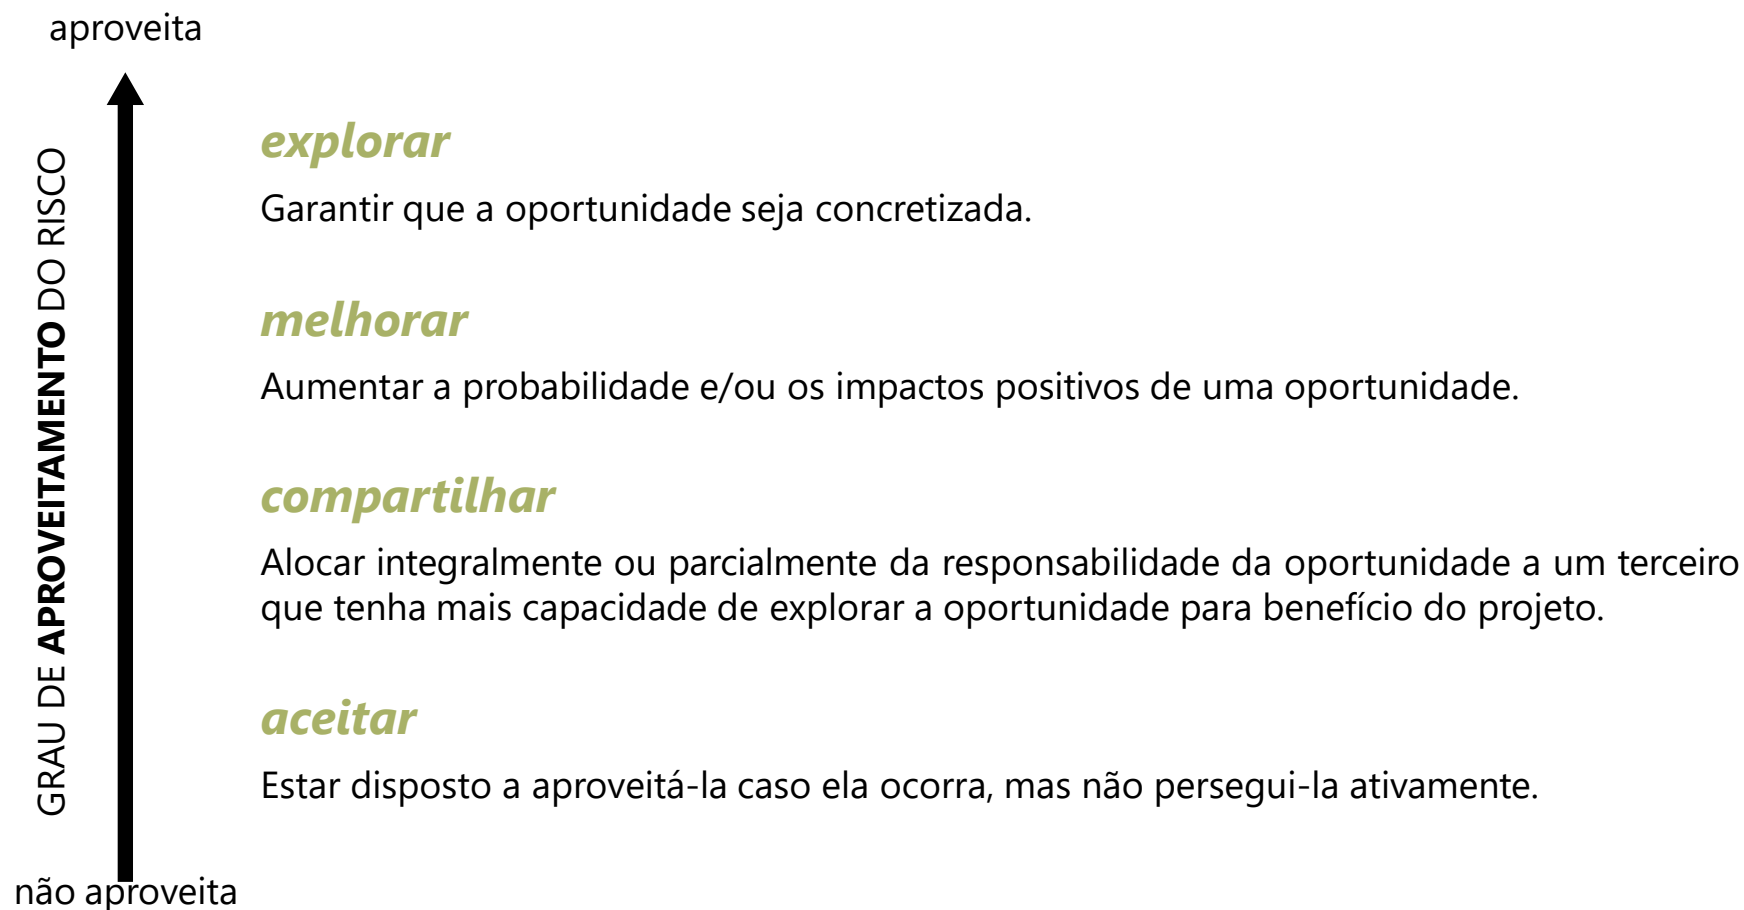 aproveita
GRAU DE APROVEITAMENTO DO RISCO
explorar
Garantir que a oportunidade seja concretizada.
melhorar
Aumentar a probabilidade e/ou os impactos positivos de uma oportunidade.
compartilhar
Alocar integralmente ou parcialmente da responsabilidade da oportunidade a um terceiro
que tenha mais capacidade de explorar a oportunidade para benefício do projeto.
aceitar
Estar disposto a aproveitá-la caso ela ocorra, mas não persegui-la ativamente.
não aproveita